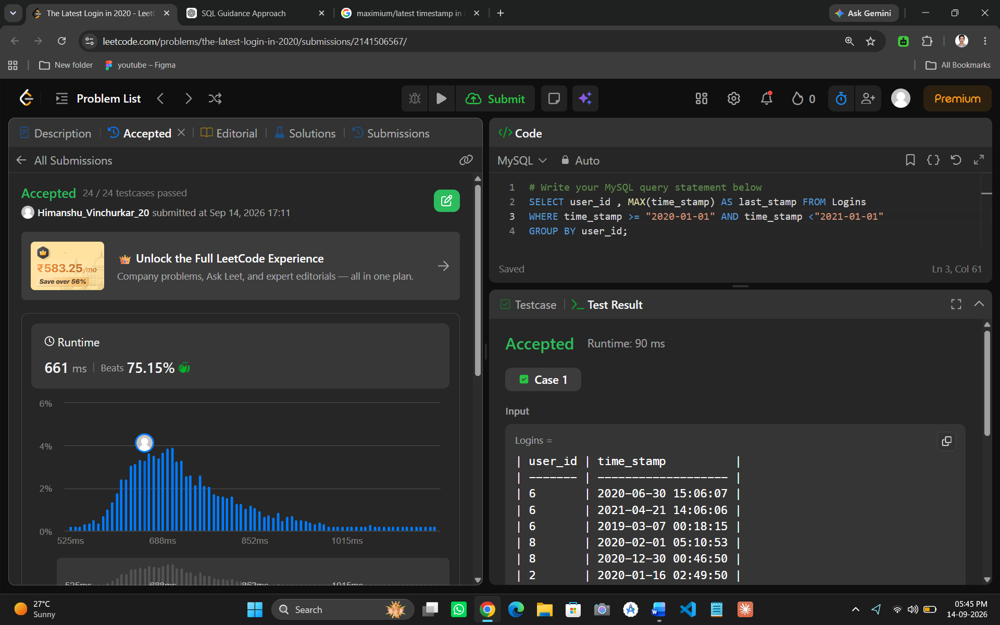 The Latest Login in 2020 - LeetC
SQL Guidance Approach
maximium/latest timestamp in s
Ask Gemini
leetcode.com/problems/the-latest-login-in-2020/submissions/2141506567/
New folder
youtube – Figma
All Bookmarks
Problem List
Submit
0
Premium
Description
Accepted
Editorial
Solutions
Submissions
All Submissions
Accepted 24 / 24 testcases passed
Himanshu_Vinchurkar_20 submitted at Sep 14, 2026 17:11
₹583.25/mo
Save over 56%
Unlock the Full LeetCode Experience
Company problems, Ask Leet, and expert editorials — all in one plan.
Runtime
661 ms | Beats 75.15%
6%
4%
2%
0%
525ms 688ms 852ms 1015ms
525ms 688ms 852ms 1015ms
</> Code
MySQL Auto
1 # Write your MySQL query statement below
2 SELECT user_id , MAX(time_stamp) AS last_stamp FROM Logins
3 WHERE time_stamp >= "2020-01-01" AND time_stamp <"2021-01-01"
4 GROUP BY user_id;
Saved
Ln 3, Col 61
Testcase
Test Result
Accepted Runtime: 90 ms
Case 1
Input
Logins =
| user_id | time_stamp |
| ------- | ------------------- |
| 6 | 2020-06-30 15:06:07 |
| 6 | 2021-04-21 14:06:06 |
| 6 | 2019-03-07 00:18:15 |
| 8 | 2020-02-01 05:10:53 |
| 8 | 2020-12-30 00:46:50 |
| 2 | 2020-01-16 02:49:50 |
27°C
Sunny
Search
05:45 PM
14-09-2026